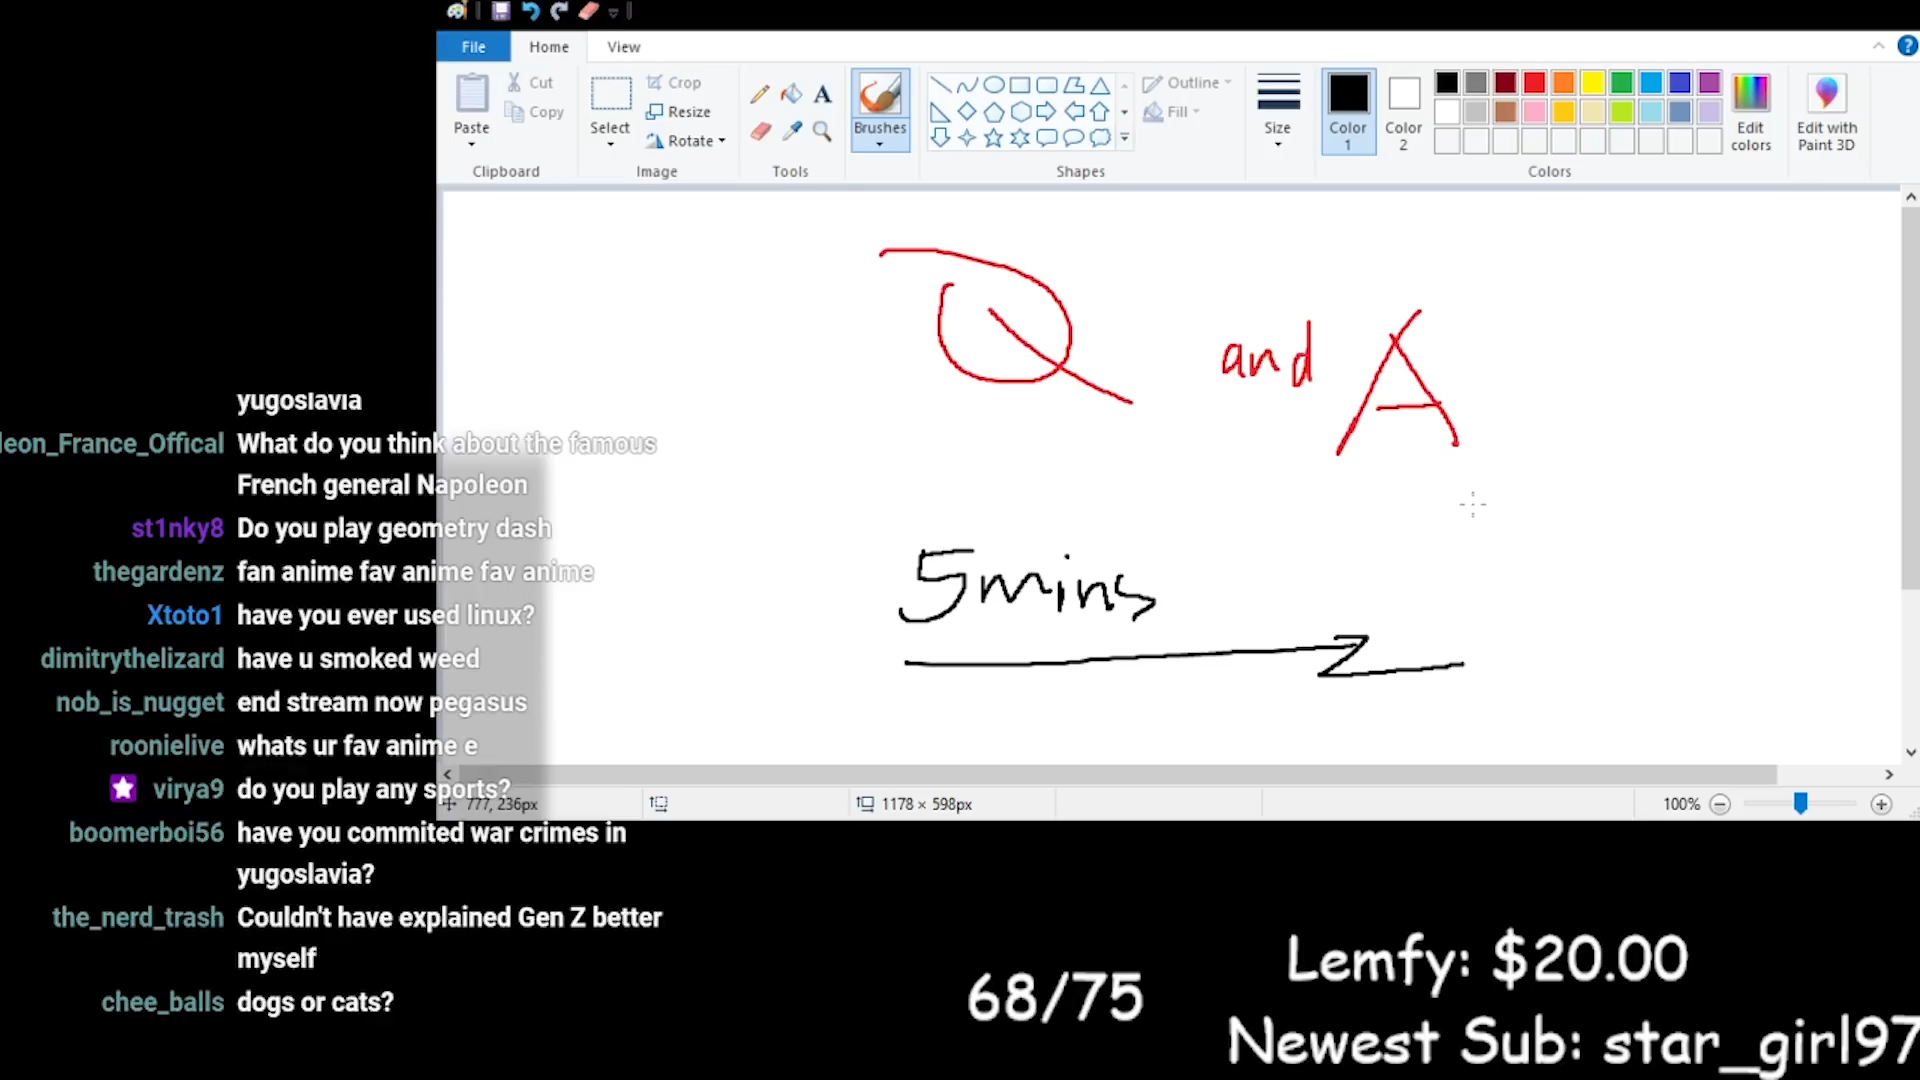 File Home View
Paste Cut Copy Clipboard
Select Crop Resize Rotate Image
A Tools
Brushes
Shapes Outline Fill
Size
Color 1 Color 2
Edit colors Colors
Edit with Paint 3D
Q and A
5mins
yugoslavia
leon_France_Offical What do you think about the famous
French general Napoleon
st1nky8 Do you play geometry dash
thegardenz fan anime fav anime fav anime
Xtoto1 have you ever used linux?
dimitrythelizard have u smoked weed
nob_is_nugget end stream now pegasus
roonielive whats ur fav anime e
virya9 do you play any sports?
777, 236px 1178 × 598px 100%
boomerboi56 have you commited war crimes in
yugoslavia?
the_nerd_trash Couldn't have explained Gen Z better
myself
chee_balls dogs or cats?
68/75
Lemfy: $20.00
Newest Sub: star_girl97